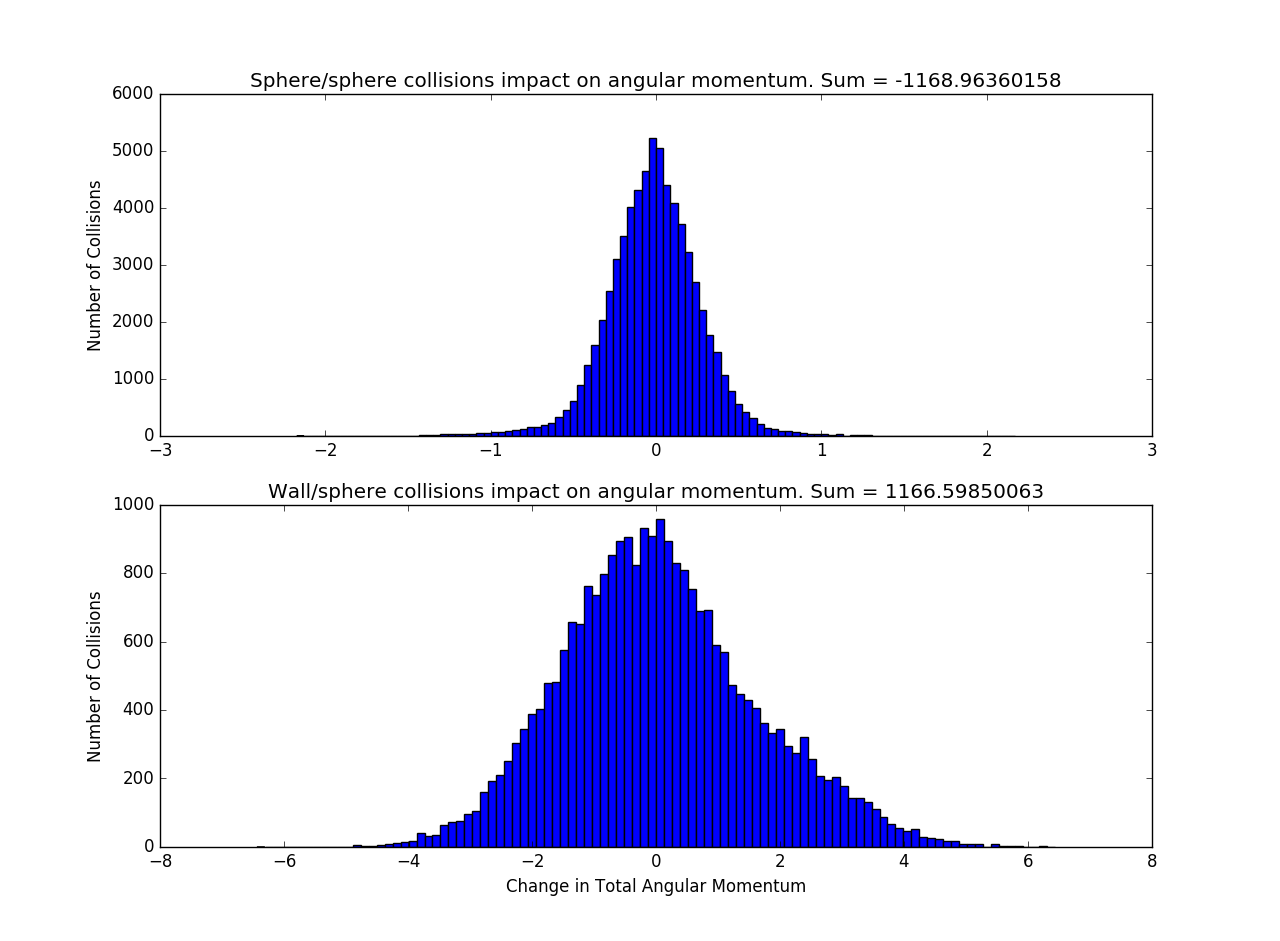 Sphere/sphere collisions impact on angular momentum. Sum = -1168.96360158
6000
5000
4000
3000
2000
1000
0
Number of Collisions
−3 −2 −1 0 1 2 3
Wall/sphere collisions impact on angular momentum. Sum = 1166.59850063
1000
800
600
400
200
0
Number of Collisions
−8 −6 −4 −2 0 2 4 6 8
Change in Total Angular Momentum